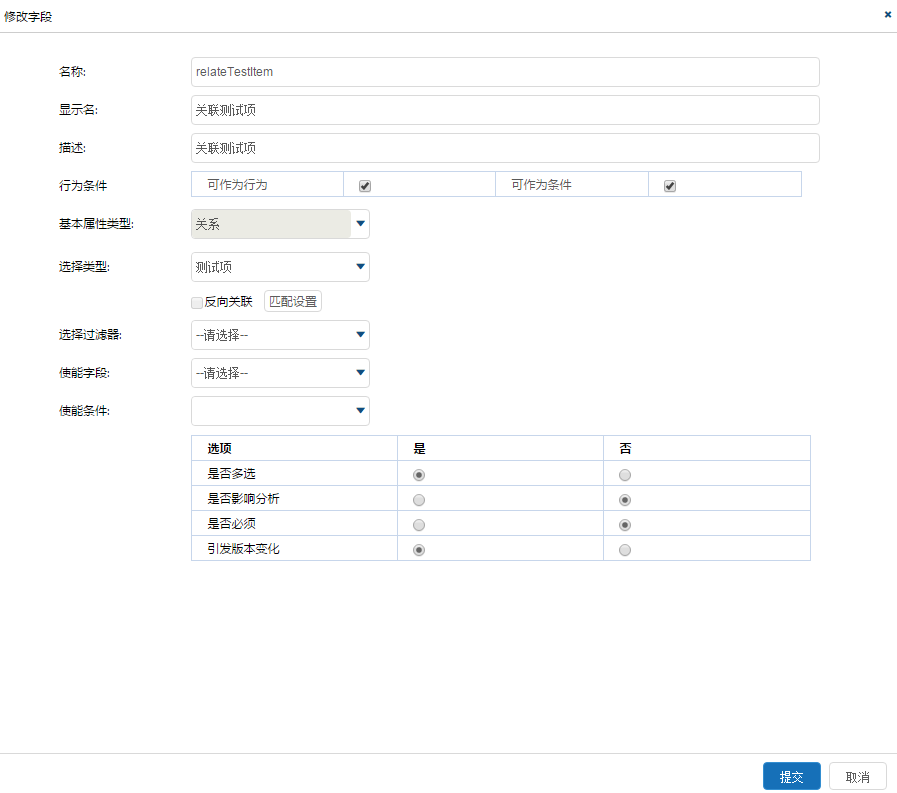 修改字段
名称: relateTestItem
显示名: 关联测试项
描述: 关联测试项
行为条件 可作为行为 可作为条件
基本属性类型: 关系
选择类型: 测试项
反向关联 匹配设置
选择过滤器: --请选择--
使能字段: --请选择--
使能条件:
选项 是 否
是否多选
是否影响分析
是否必须
引发版本变化
提交 取消